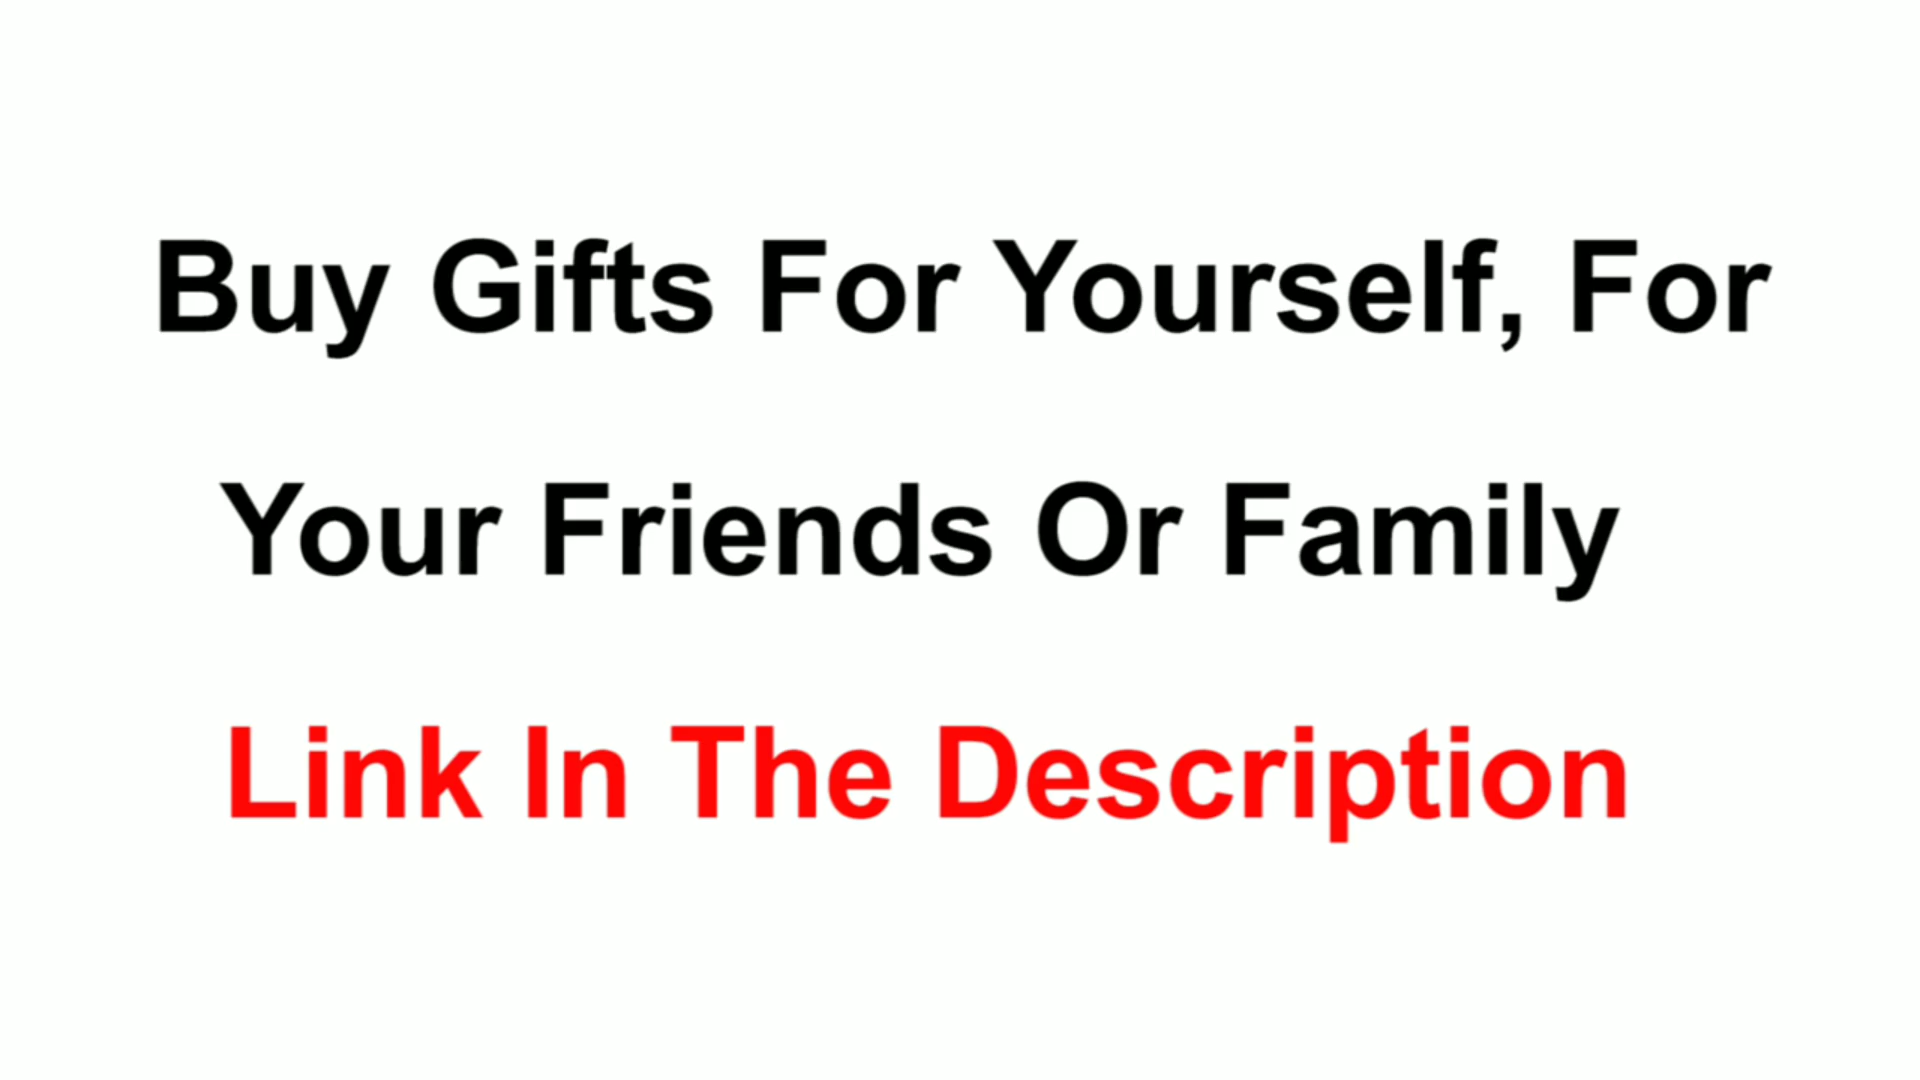 Buy Gifts For Yourself, For
Your Friends Or Family
Link In The Description